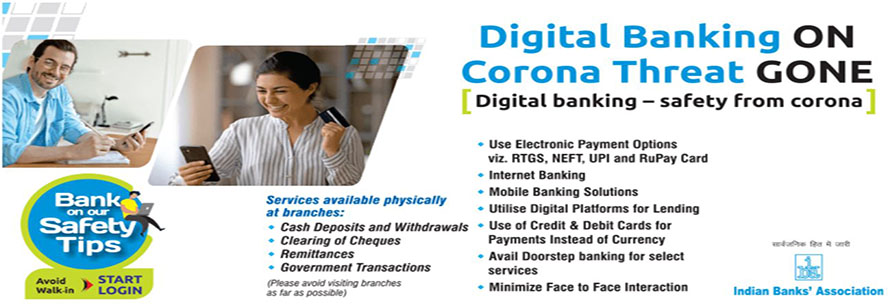 Digital Banking ON
Corona Threat GONE
[Digital banking – safety from corona]
Use Electronic Payment Options
viz. RTGS, NEFT, UPI and RuPay Card
Internet Banking
Mobile Banking Solutions
Utilise Digital Platforms for Lending
Use of Credit & Debit Cards for
Payments Instead of Currency
Avail Doorstep banking for select
services
Minimize Face to Face Interaction
Bank
on our
Safety
Tips
Avoid
Walk-in
START
LOGIN
Services available physically
at branches:
Cash Deposits and Withdrawals
Clearing of Cheques
Remittances
Government Transactions
(Please avoid visiting branches
as far as possible)
सार्वजनिक हित में जारी
Indian Banks' Association